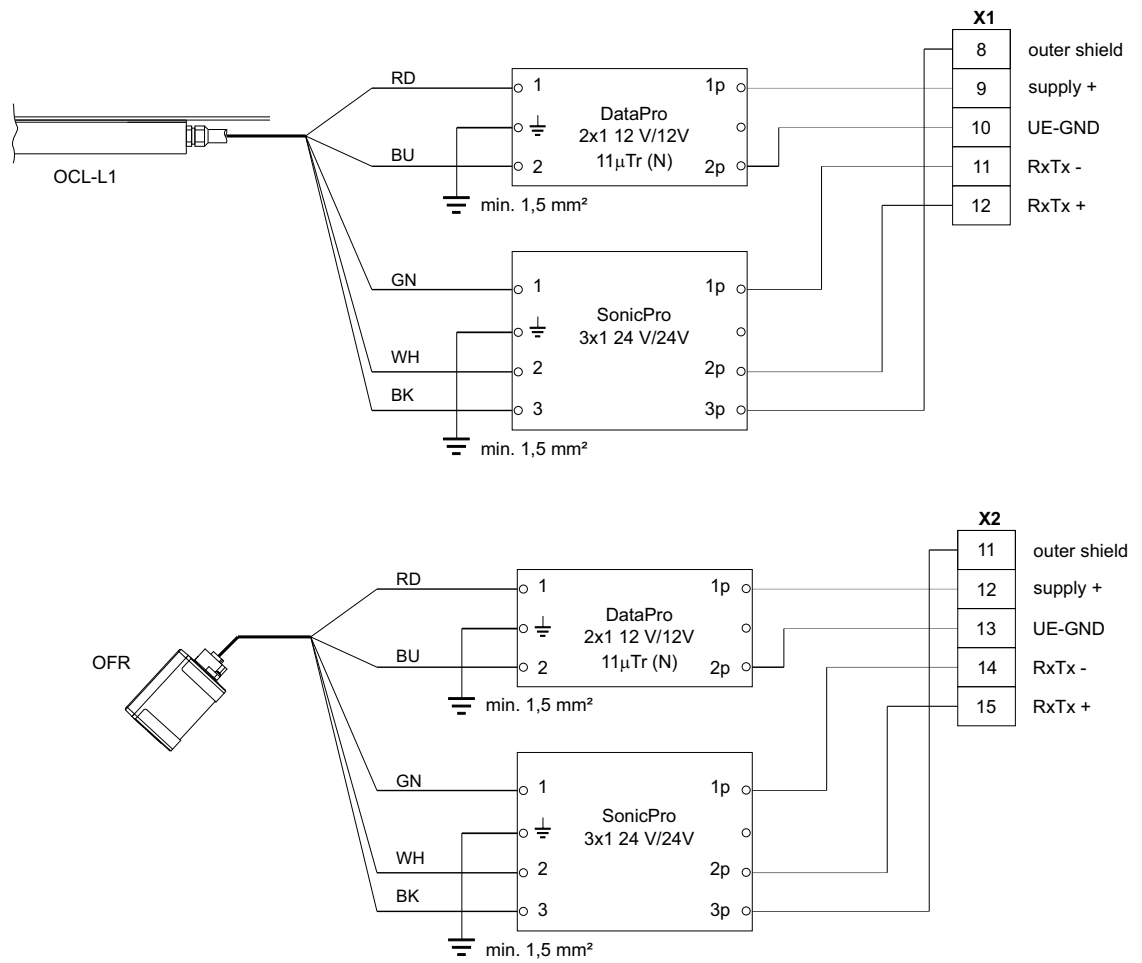 X1
8 outer shield
RD
1 1p
9 supply +
DataPro
2x1 12 V/12V
10 UE-GND
11µTr (N)
BU
2 2p
11 RxTx -
OCL-L1
min. 1,5 mm²
12 RxTx +
GN
1 1p
SonicPro
3x1 24 V/24V
WH
2 2p
BK
3 3p
min. 1,5 mm²
X2
11 outer shield
RD
1 1p
12 supply +
DataPro
2x1 12 V/12V
13 UE-GND
11µTr (N)
OFR
BU
2 2p
14 RxTx -
min. 1,5 mm²
15 RxTx +
GN
1 1p
SonicPro
3x1 24 V/24V
WH
2 2p
BK
3 3p
min. 1,5 mm²